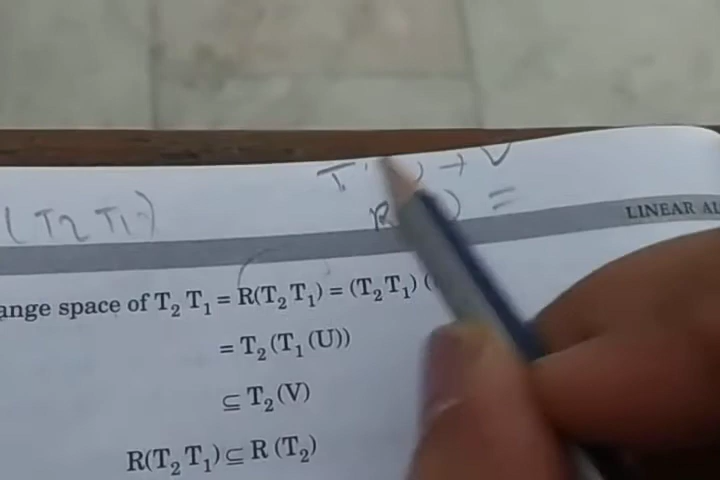 T: → V
(T2 T1)
R( ) =
LINEAR AL
ange space of T₂ T₁ = R(T₂ T₁) = (T₂ T₁) (
= T₂ (T₁ (U))
⊆ T₂ (V)
R(T₂ T₁) ⊆ R (T₂)